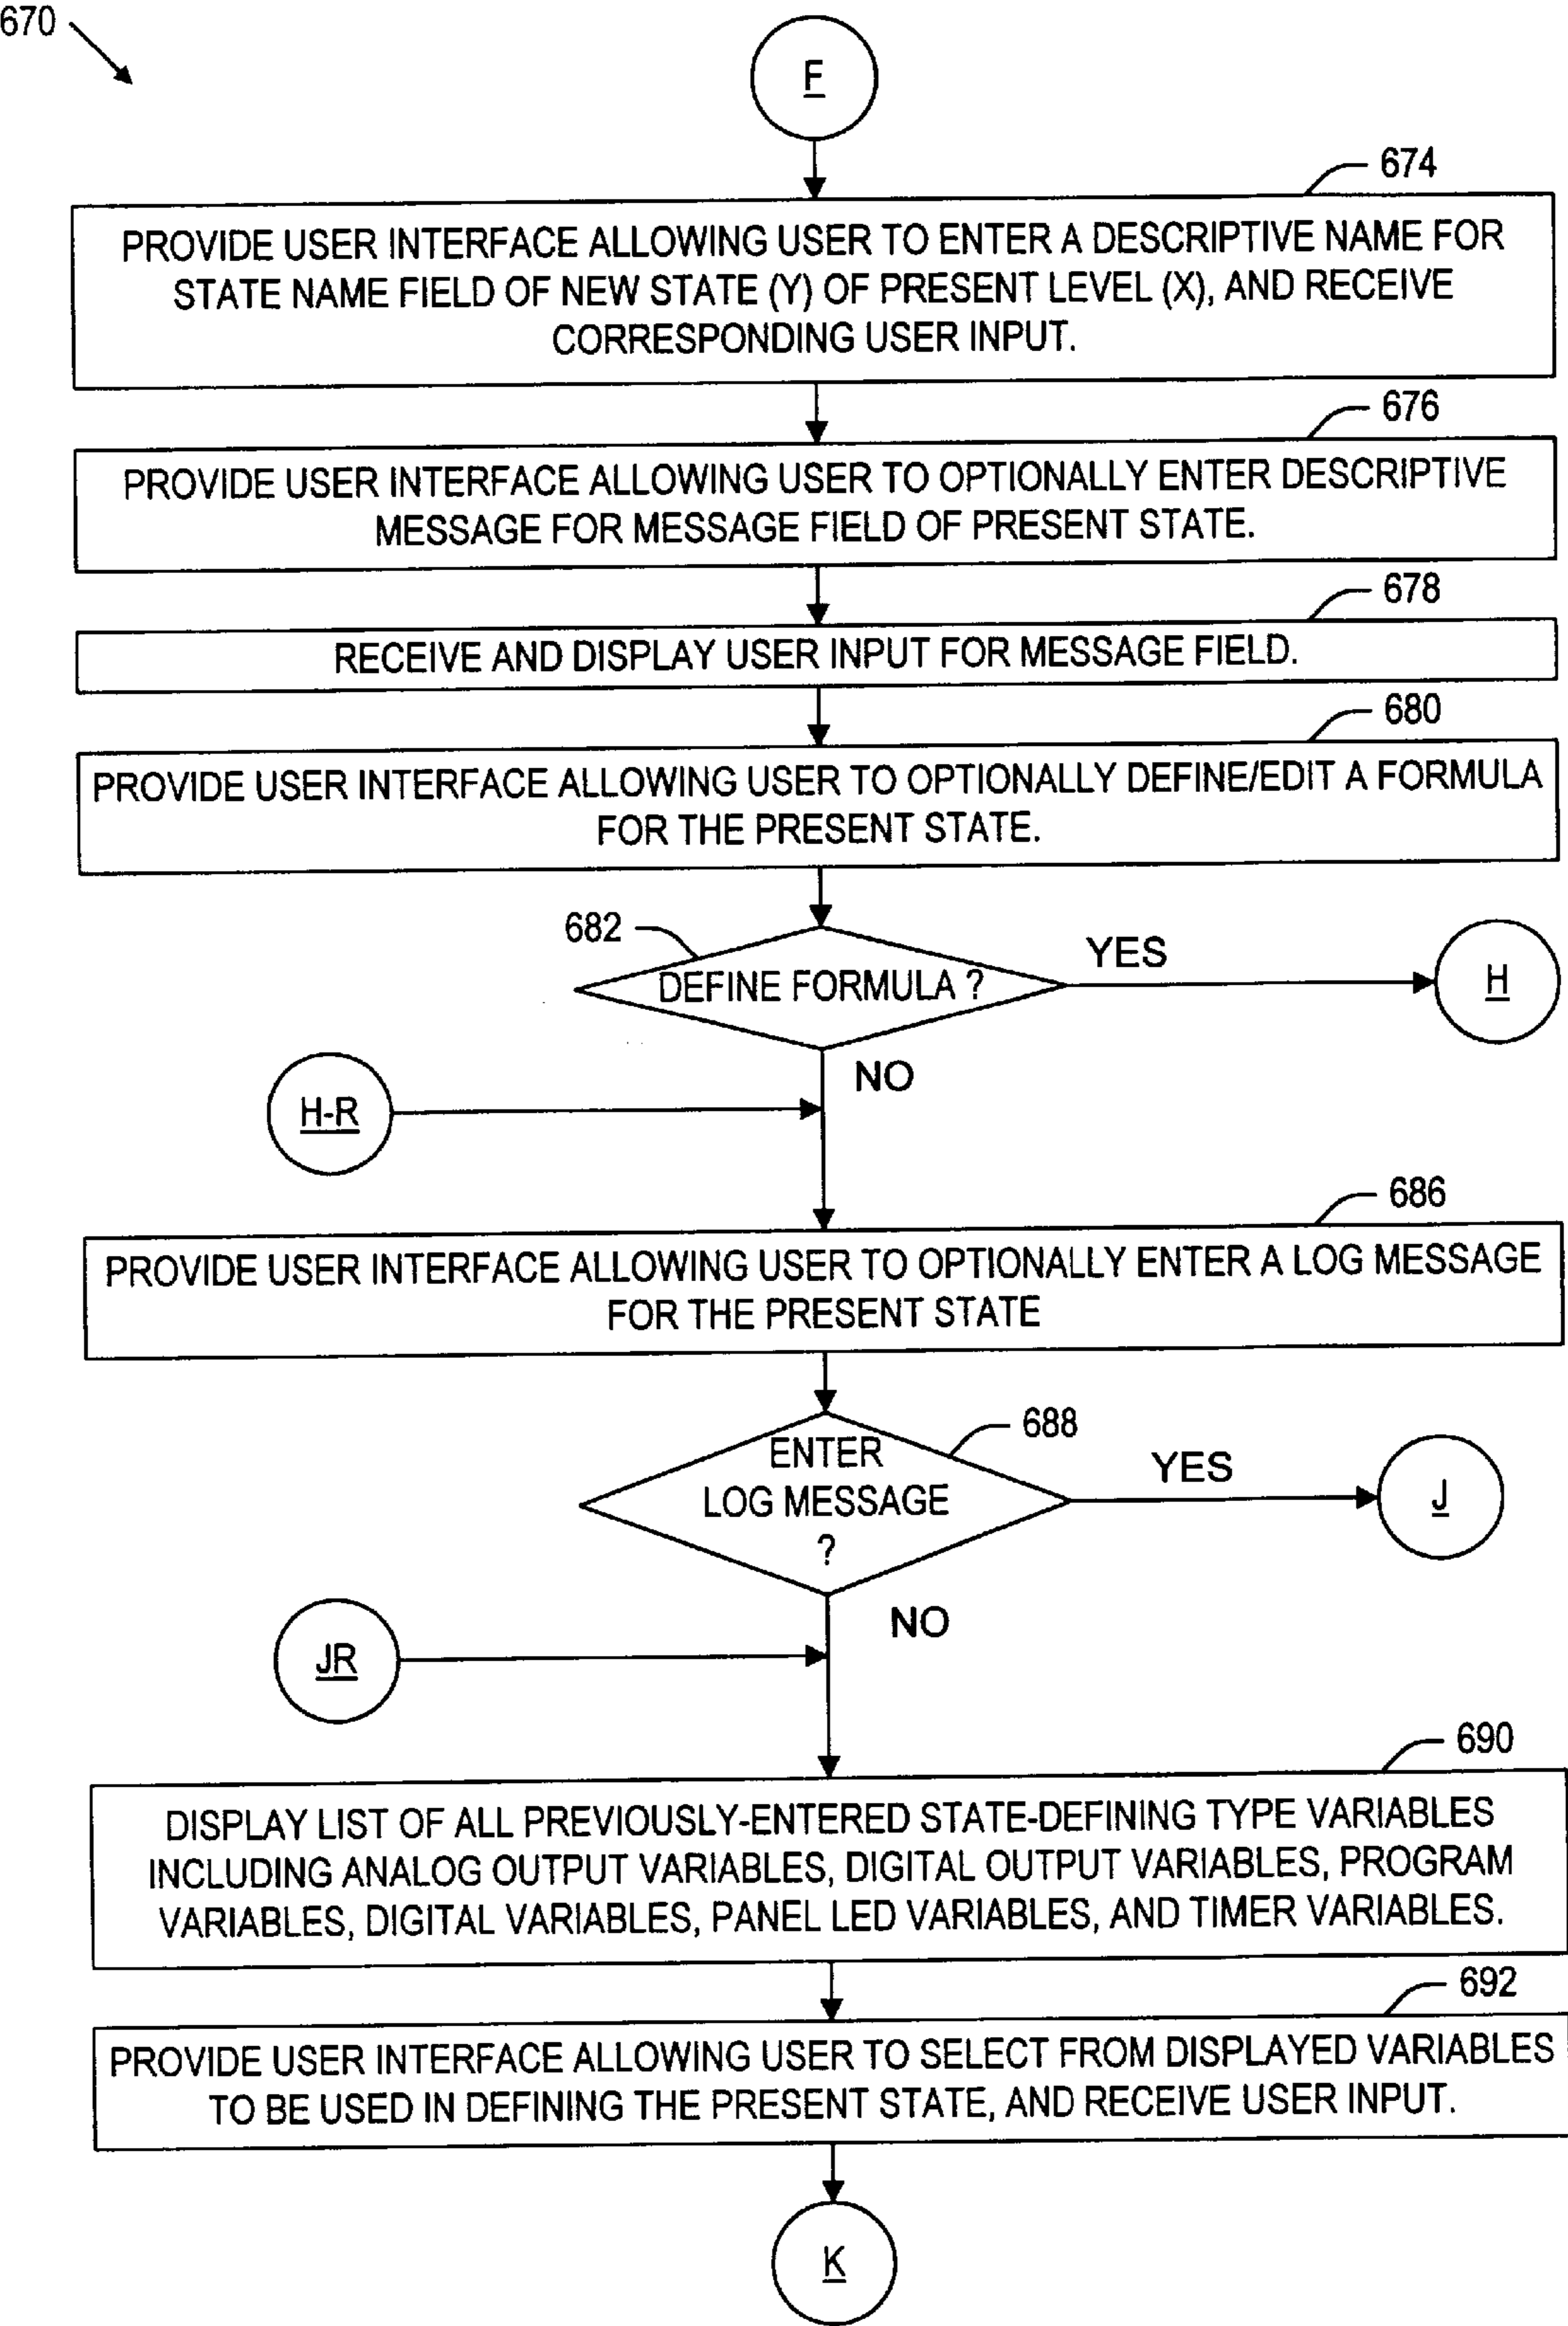 670
F
674
PROVIDE USER INTERFACE ALLOWING USER TO ENTER A DESCRIPTIVE NAME FOR
STATE NAME FIELD OF NEW STATE (Y) OF PRESENT LEVEL (X), AND RECEIVE
CORRESPONDING USER INPUT.
676
PROVIDE USER INTERFACE ALLOWING USER TO OPTIONALLY ENTER DESCRIPTIVE
MESSAGE FOR MESSAGE FIELD OF PRESENT STATE.
678
RECEIVE AND DISPLAY USER INPUT FOR MESSAGE FIELD.
680
PROVIDE USER INTERFACE ALLOWING USER TO OPTIONALLY DEFINE/EDIT A FORMULA
FOR THE PRESENT STATE.
682
DEFINE FORMULA ?
YES
H
NO
H-R
686
PROVIDE USER INTERFACE ALLOWING USER TO OPTIONALLY ENTER A LOG MESSAGE
FOR THE PRESENT STATE
688
ENTER
LOG MESSAGE
?
YES
J
NO
JR
690
DISPLAY LIST OF ALL PREVIOUSLY-ENTERED STATE-DEFINING TYPE VARIABLES
INCLUDING ANALOG OUTPUT VARIABLES, DIGITAL OUTPUT VARIABLES, PROGRAM
VARIABLES, DIGITAL VARIABLES, PANEL LED VARIABLES, AND TIMER VARIABLES.
692
PROVIDE USER INTERFACE ALLOWING USER TO SELECT FROM DISPLAYED VARIABLES
TO BE USED IN DEFINING THE PRESENT STATE, AND RECEIVE USER INPUT.
K